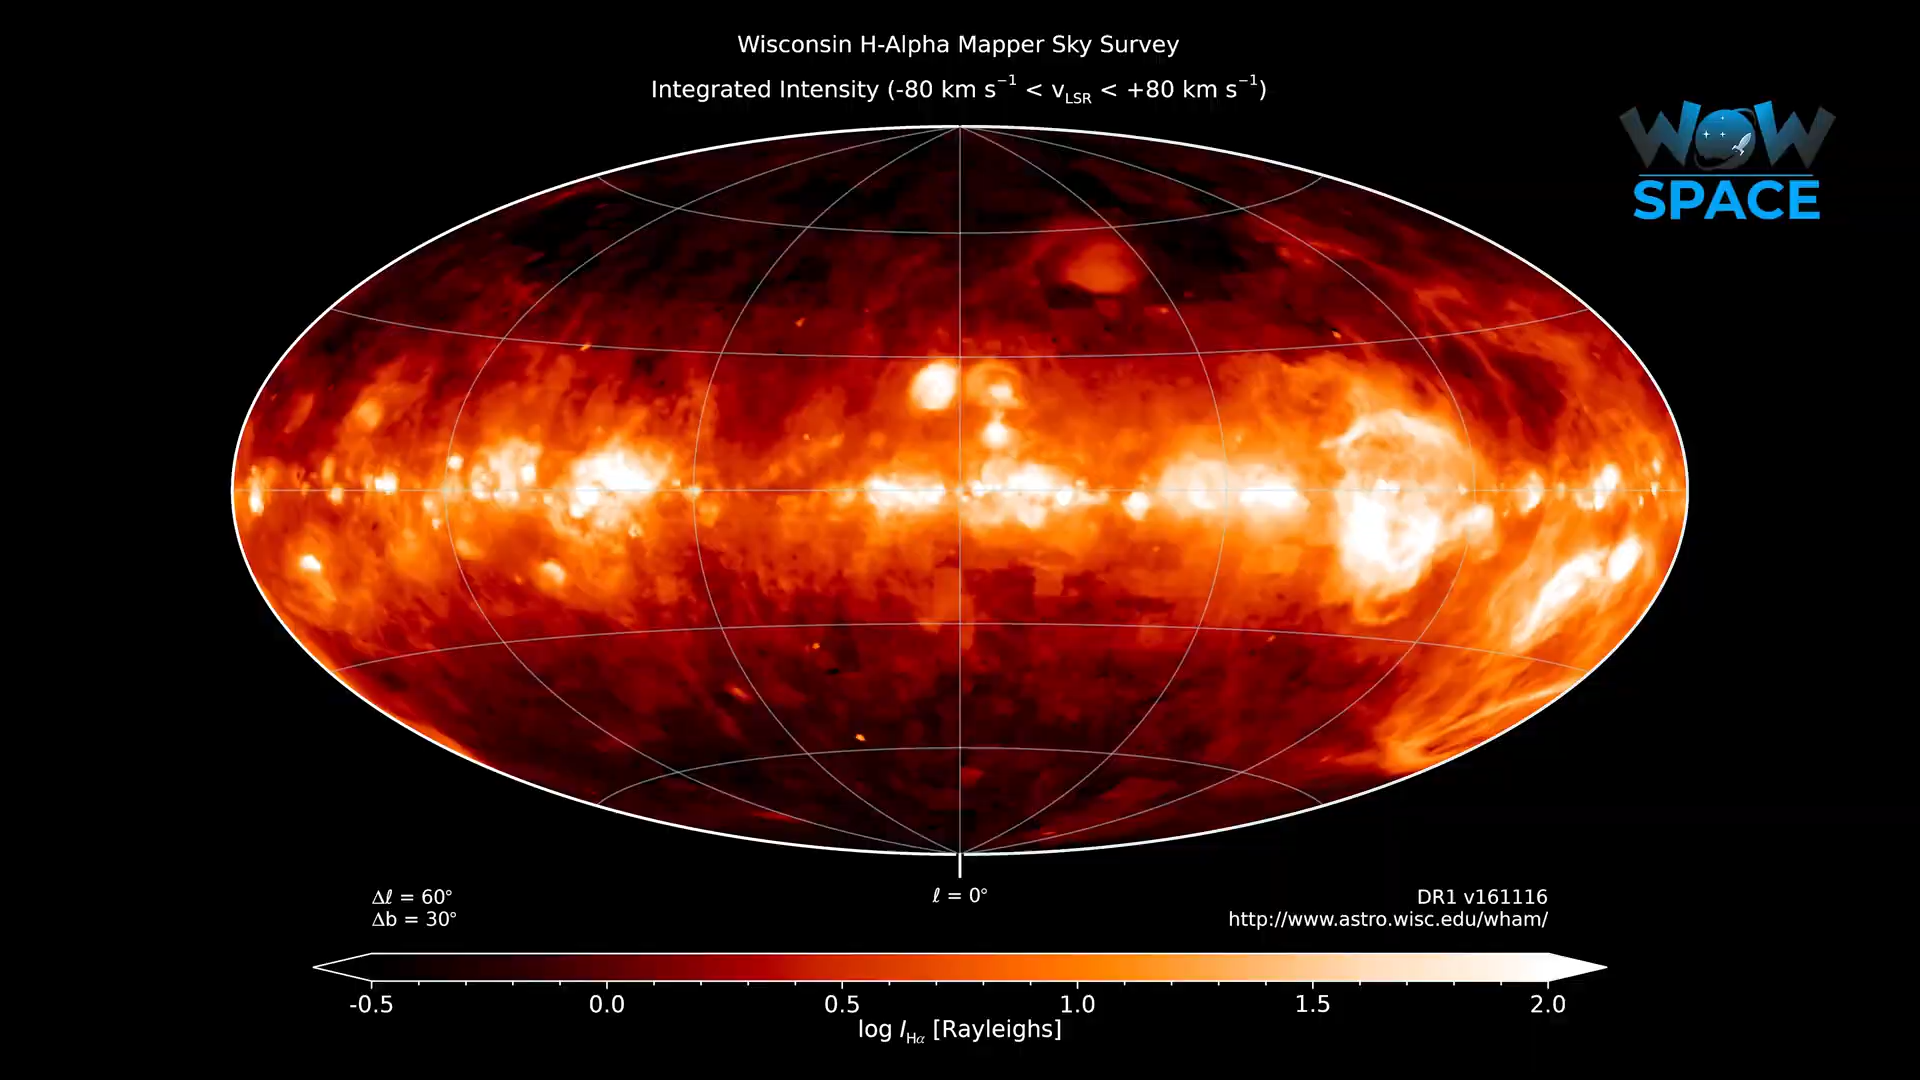 Wisconsin H-Alpha Mapper Sky Survey
Integrated Intensity (-80 km s⁻¹ < v_LSR < +80 km s⁻¹)
WOW
SPACE
Δℓ = 60°
Δb = 30°
ℓ = 0°
DR1 v161116
http://www.astro.wisc.edu/wham/
-0.5 0.0 0.5 1.0 1.5 2.0
log I_Hα [Rayleighs]